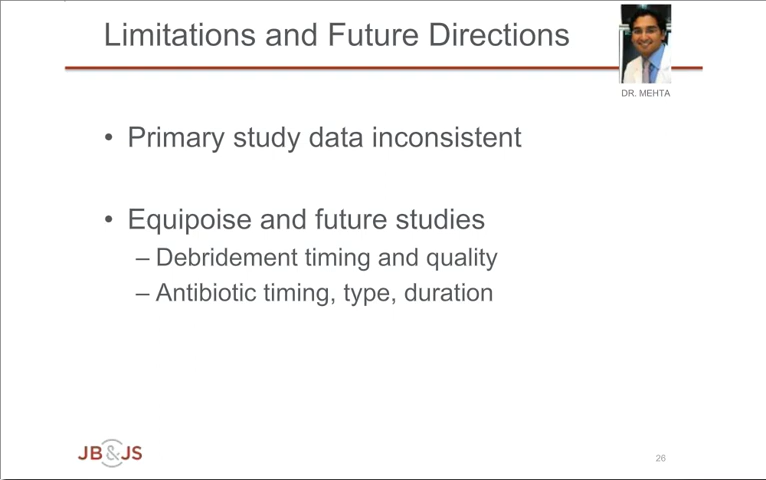 Limitations and Future Directions
DR. MEHTA
• Primary study data inconsistent
• Equipoise and future studies
– Debridement timing and quality
– Antibiotic timing, type, duration
JB&JS
26